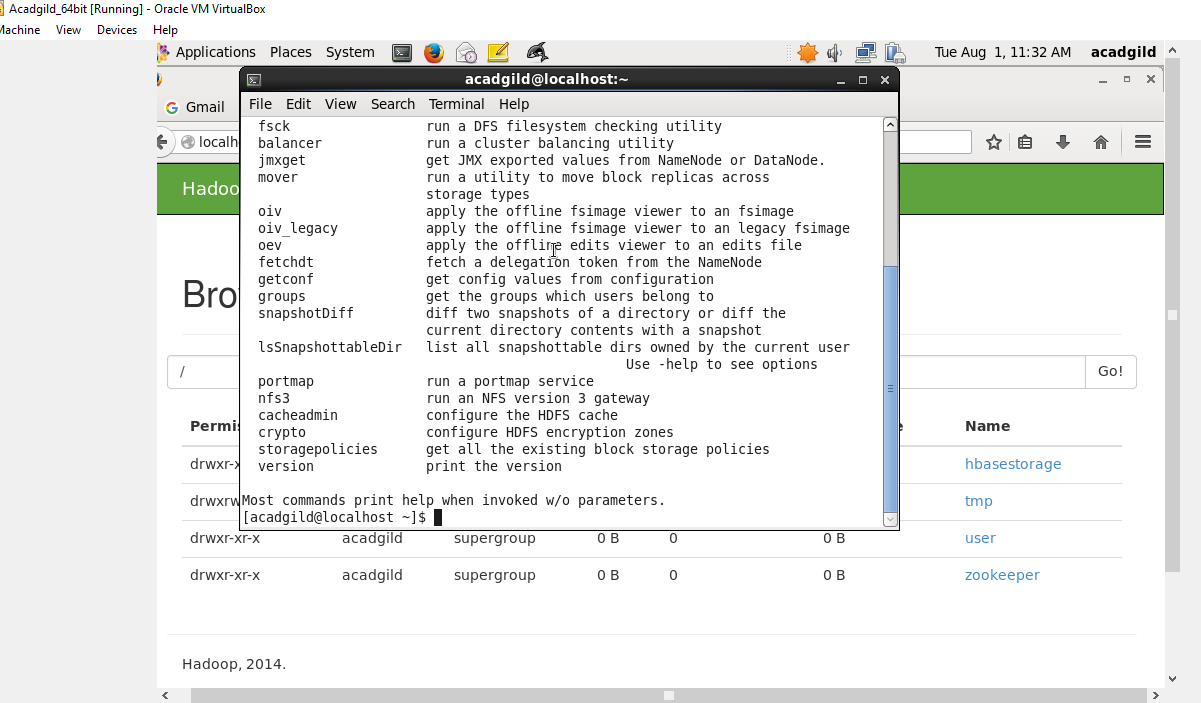 Acadgild_64bit [Running] - Oracle VM VirtualBox
Machine View Devices Help
Applications Places System Tue Aug 1, 11:32 AM acadgild
acadgild@localhost:~
Gmail
File Edit View Search Terminal Help
localh
Hadoo
fsck run a DFS filesystem checking utility
balancer run a cluster balancing utility
jmxget get JMX exported values from NameNode or DataNode.
mover run a utility to move block replicas across
storage types
oiv apply the offline fsimage viewer to an fsimage
oiv_legacy apply the offline fsimage viewer to an legacy fsimage
oev apply the offline edits viewer to an edits file
fetchdt fetch a delegation token from the NameNode
getconf get config values from configuration
groups get the groups which users belong to
snapshotDiff diff two snapshots of a directory or diff the
current directory contents with a snapshot
lsSnapshottableDir list all snapshottable dirs owned by the current user
Use -help to see options
portmap run a portmap service
nfs3 run an NFS version 3 gateway
cacheadmin configure the HDFS cache
crypto configure HDFS encryption zones
storagepolicies get all the existing block storage policies
version print the version
Most commands print help when invoked w/o parameters.
[acadgild@localhost ~]$
Bro
/ Go!
Permi e Name
drwxr-x hbasestorage
drwxrw tmp
drwxr-xr-x acadgild supergroup 0 B 0 0 B user
drwxr-xr-x acadgild supergroup 0 B 0 0 B zookeeper
Hadoop, 2014.